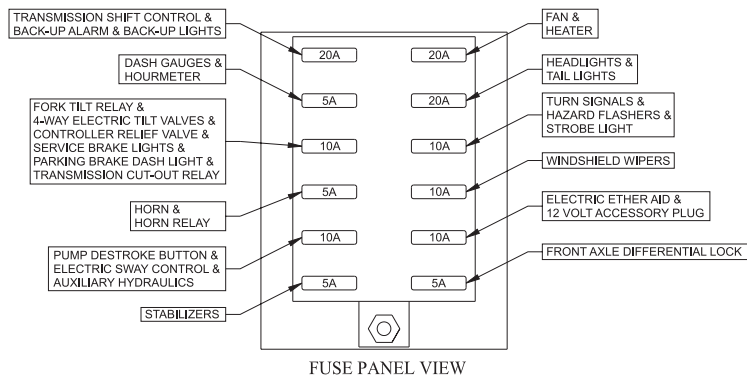 TRANSMISSION SHIFT CONTROL &
BACK-UP ALARM & BACK-UP LIGHTS
DASH GAUGES &
HOURMETER
FORK TILT RELAY &
4-WAY ELECTRIC TILT VALVES &
CONTROLLER RELIEF VALVE &
SERVICE BRAKE LIGHTS &
PARKING BRAKE DASH LIGHT &
TRANSMISSION CUT-OUT RELAY
HORN &
HORN RELAY
PUMP DESTROKE BUTTON &
ELECTRIC SWAY CONTROL &
AUXILIARY HYDRAULICS
STABILIZERS
20A 20A
5A 20A
10A 10A
5A 10A
10A 10A
5A 5A
FAN &
HEATER
HEADLIGHTS &
TAIL LIGHTS
TURN SIGNALS &
HAZARD FLASHERS &
STROBE LIGHT
WINDSHIELD WIPERS
ELECTRIC ETHER AID &
12 VOLT ACCESSORY PLUG
FRONT AXLE DIFFERENTIAL LOCK
FUSE PANEL VIEW